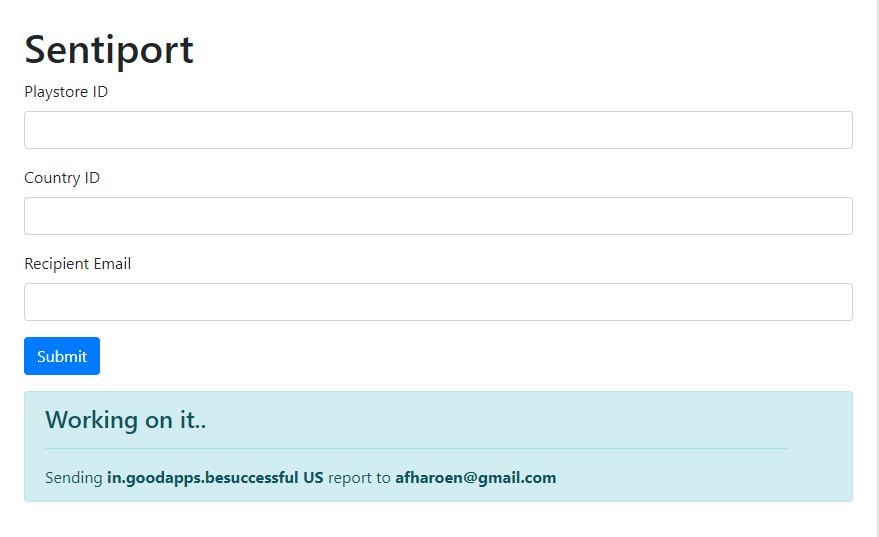 Sentiport
Playstore ID
Country ID
Recipient Email
Submit
Working on it..
Sending in.goodapps.besuccessful US report to afharoen@gmail.com